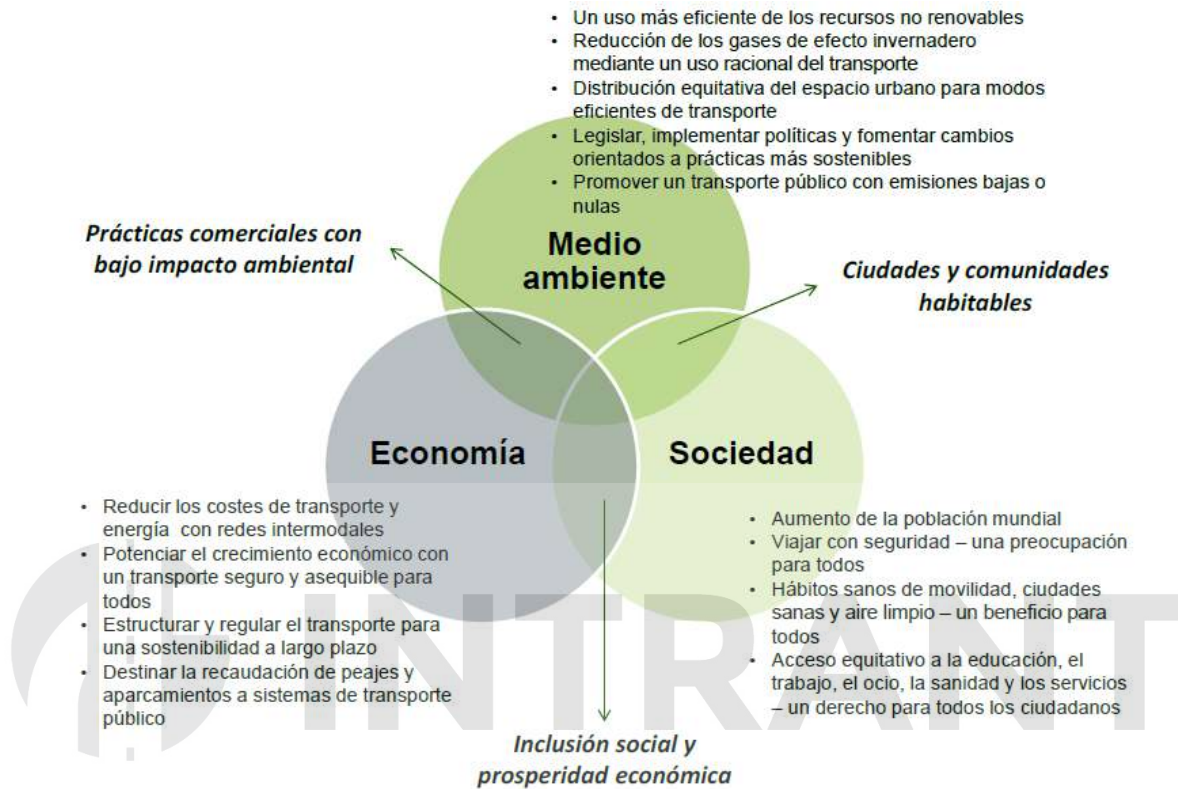 • Un uso más eficiente de los recursos no renovables
• Reducción de los gases de efecto invernadero
mediante un uso racional del transporte
• Distribución equitativa del espacio urbano para modos
eficientes de transporte
• Legislar, implementar políticas y fomentar cambios
orientados a prácticas más sostenibles
• Promover un transporte público con emisiones bajas o
nulas
Prácticas comerciales con
bajo impacto ambiental
Medio
ambiente
Ciudades y comunidades
habitables
Economía
Sociedad
• Reducir los costes de transporte y
energía con redes intermodales
• Potenciar el crecimiento económico con
un transporte seguro y asequible para
todos
• Estructurar y regular el transporte para
una sostenibilidad a largo plazo
• Destinar la recaudación de peajes y
aparcamientos a sistemas de transporte
público
• Aumento de la población mundial
• Viajar con seguridad – una preocupación
para todos
• Hábitos sanos de movilidad, ciudades
sanas y aire limpio – un beneficio para
todos
• Acceso equitativo a la educación, el
trabajo, el ocio, la sanidad y los servicios
– un derecho para todos los ciudadanos
INTRANT
Inclusión social y
prosperidad económica